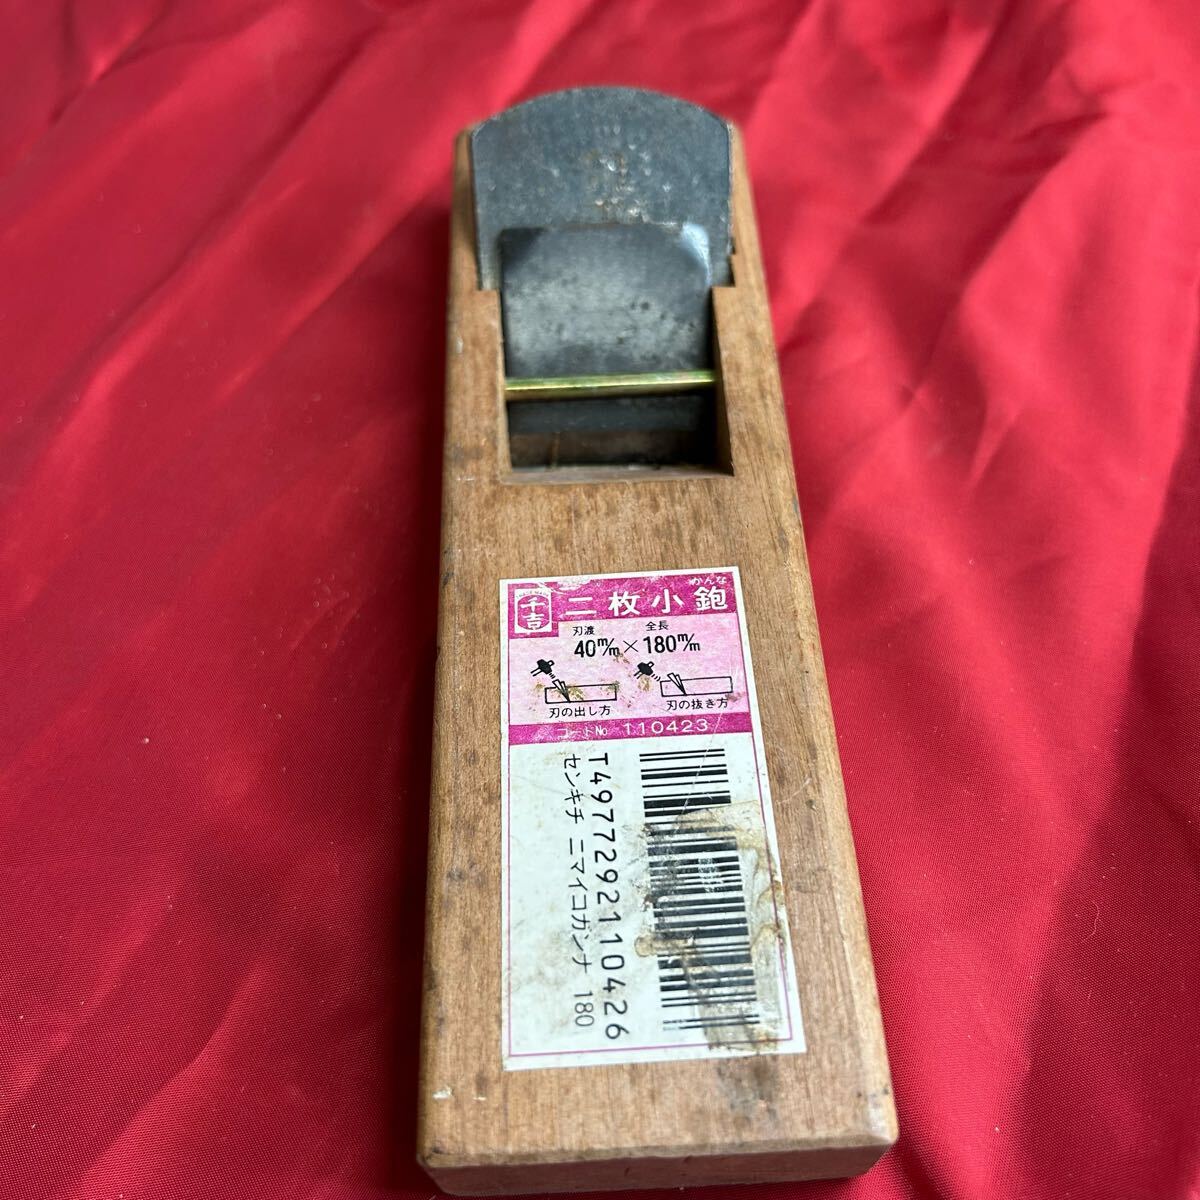 かんな
千吉
二枚小鉋
刃渡 全長
40m/m×180m/m
刃の出し方 刃の抜き方
コードNo 110423
T4977292110426
センキチ ニマイコガンナ 180